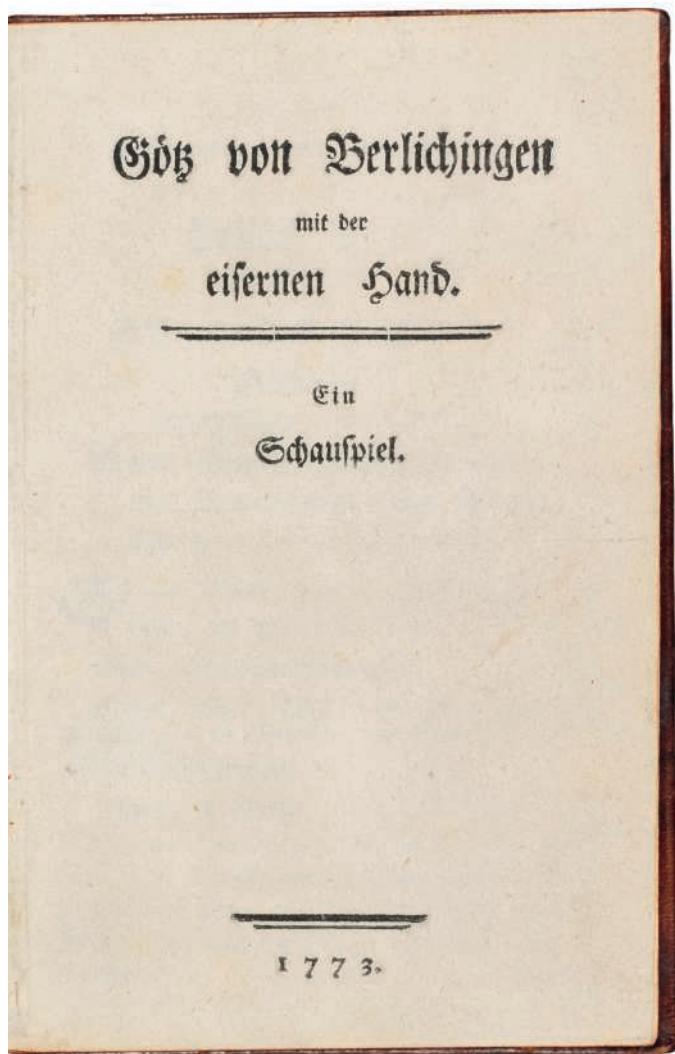 Götz von Berlichingen
mit der
eiſernen Hand.
Ein
Schauſpiel.
1773.